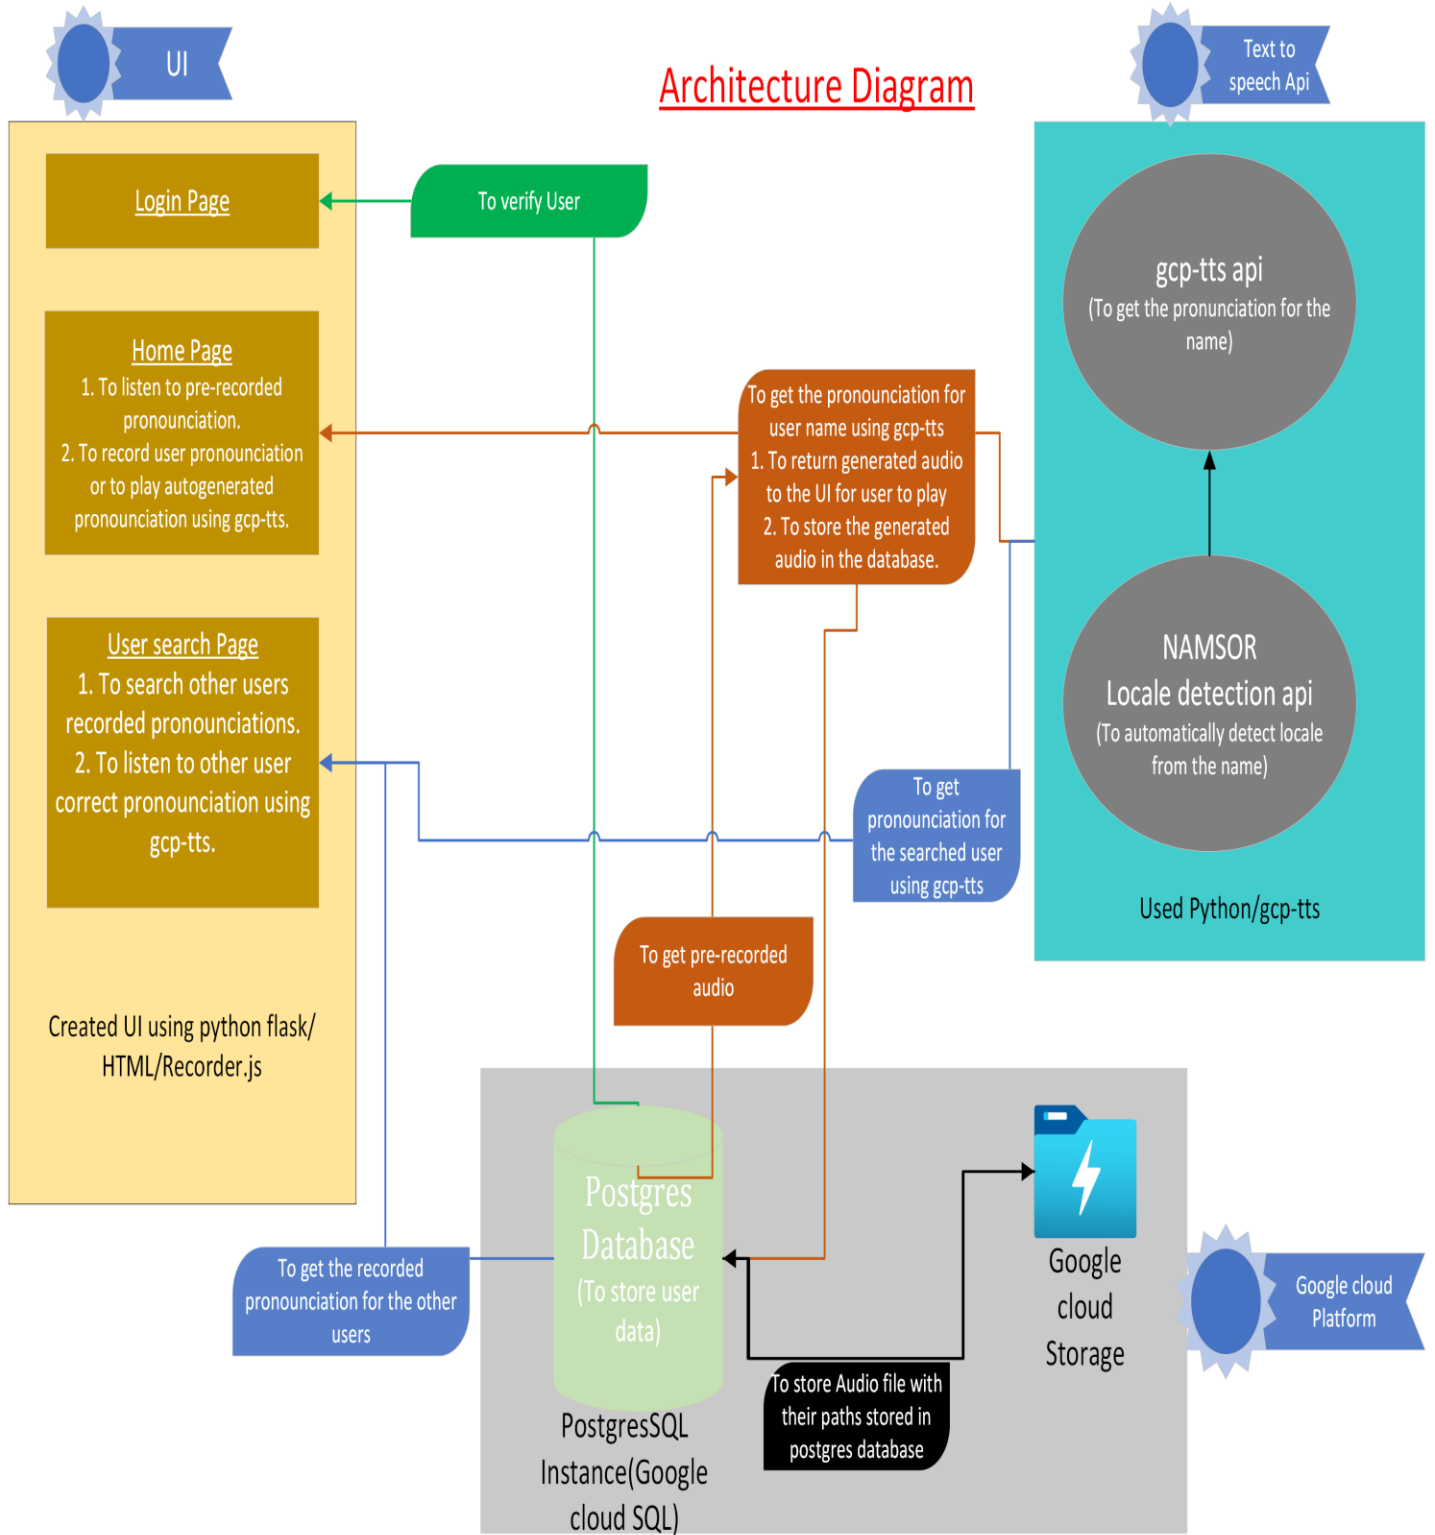 UI
Architecture Diagram
Text to
speech Api
Login Page
To verify User
Home Page
1. To listen to pre-recorded
pronounciation.
2. To record user pronounciation
or to play autogenerated
pronounciation using gcp-tts.
User search Page
1. To search other users
recorded pronounciations.
2. To listen to other user
correct pronounciation using
gcp-tts.
Created UI using python flask/
HTML/Recorder.js
To get the pronounciation for
user name using gcp-tts
1. To return generated audio
to the UI for user to play
2. To store the generated
audio in the database.
gcp-tts api
(To get the pronunciation for the
name)
NAMSOR
Locale detection api
(To automatically detect locale
from the name)
Used Python/gcp-tts
To get
pronounciation for
the searched user
using gcp-tts
To get pre-recorded
audio
To get the recorded
pronounciation for the other
users
Postgres
Database
(To store user
data)
PostgresSQL
Instance(Google
cloud SQL)
To store Audio file with
their paths stored in
postgres database
Google
cloud
Storage
Google cloud
Platform